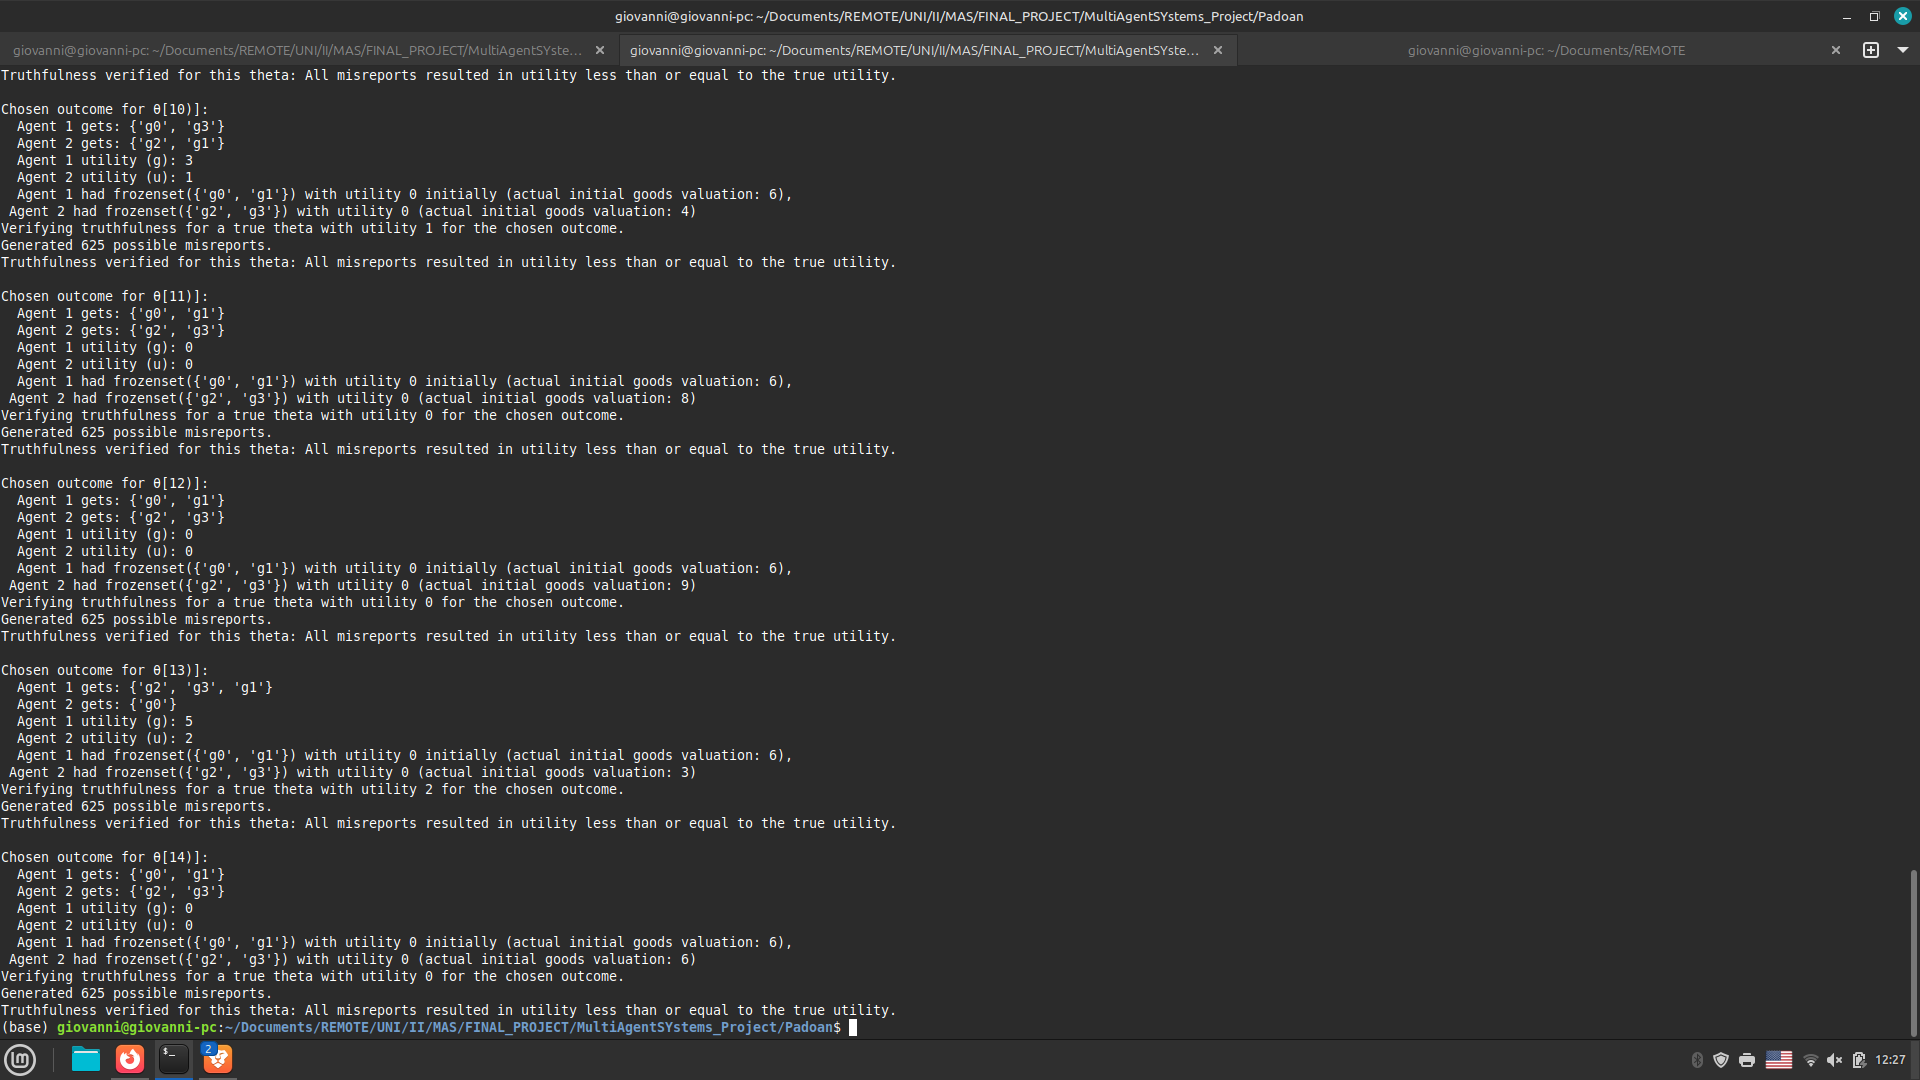 giovanni@giovanni-pc: ~/Documents/REMOTE/UNI/II/MAS/FINAL_PROJECT/MultiAgentSYstems_Project/Padoan
giovanni@giovanni-pc: ~/Documents/REMOTE/UNI/II/MAS/FINAL_PROJECT/MultiAgentSYste...
giovanni@giovanni-pc: ~/Documents/REMOTE/UNI/II/MAS/FINAL_PROJECT/MultiAgentSYste...
giovanni@giovanni-pc: ~/Documents/REMOTE
Truthfulness verified for this theta: All misreports resulted in utility less than or equal to the true utility.

Chosen outcome for θ[10)]:
  Agent 1 gets: {'g0', 'g3'}
  Agent 2 gets: {'g2', 'g1'}
  Agent 1 utility (g): 3
  Agent 2 utility (u): 1
  Agent 1 had frozenset({'g0', 'g1'}) with utility 0 initially (actual initial goods valuation: 6),
 Agent 2 had frozenset({'g2', 'g3'}) with utility 0 (actual initial goods valuation: 4)
Verifying truthfulness for a true theta with utility 1 for the chosen outcome.
Generated 625 possible misreports.
Truthfulness verified for this theta: All misreports resulted in utility less than or equal to the true utility.

Chosen outcome for θ[11)]:
  Agent 1 gets: {'g0', 'g1'}
  Agent 2 gets: {'g2', 'g3'}
  Agent 1 utility (g): 0
  Agent 2 utility (u): 0
  Agent 1 had frozenset({'g0', 'g1'}) with utility 0 initially (actual initial goods valuation: 6),
 Agent 2 had frozenset({'g2', 'g3'}) with utility 0 (actual initial goods valuation: 8)
Verifying truthfulness for a true theta with utility 0 for the chosen outcome.
Generated 625 possible misreports.
Truthfulness verified for this theta: All misreports resulted in utility less than or equal to the true utility.

Chosen outcome for θ[12)]:
  Agent 1 gets: {'g0', 'g1'}
  Agent 2 gets: {'g2', 'g3'}
  Agent 1 utility (g): 0
  Agent 2 utility (u): 0
  Agent 1 had frozenset({'g0', 'g1'}) with utility 0 initially (actual initial goods valuation: 6),
 Agent 2 had frozenset({'g2', 'g3'}) with utility 0 (actual initial goods valuation: 9)
Verifying truthfulness for a true theta with utility 0 for the chosen outcome.
Generated 625 possible misreports.
Truthfulness verified for this theta: All misreports resulted in utility less than or equal to the true utility.

Chosen outcome for θ[13)]:
  Agent 1 gets: {'g2', 'g3', 'g1'}
  Agent 2 gets: {'g0'}
  Agent 1 utility (g): 5
  Agent 2 utility (u): 2
  Agent 1 had frozenset({'g0', 'g1'}) with utility 0 initially (actual initial goods valuation: 6),
 Agent 2 had frozenset({'g2', 'g3'}) with utility 0 (actual initial goods valuation: 3)
Verifying truthfulness for a true theta with utility 2 for the chosen outcome.
Generated 625 possible misreports.
Truthfulness verified for this theta: All misreports resulted in utility less than or equal to the true utility.

Chosen outcome for θ[14)]:
  Agent 1 gets: {'g0', 'g1'}
  Agent 2 gets: {'g2', 'g3'}
  Agent 1 utility (g): 0
  Agent 2 utility (u): 0
  Agent 1 had frozenset({'g0', 'g1'}) with utility 0 initially (actual initial goods valuation: 6),
 Agent 2 had frozenset({'g2', 'g3'}) with utility 0 (actual initial goods valuation: 6)
Verifying truthfulness for a true theta with utility 0 for the chosen outcome.
Generated 625 possible misreports.
Truthfulness verified for this theta: All misreports resulted in utility less than or equal to the true utility.
(base) giovanni@giovanni-pc:~/Documents/REMOTE/UNI/II/MAS/FINAL_PROJECT/MultiAgentSYstems_Project/Padoan$
2
12:27